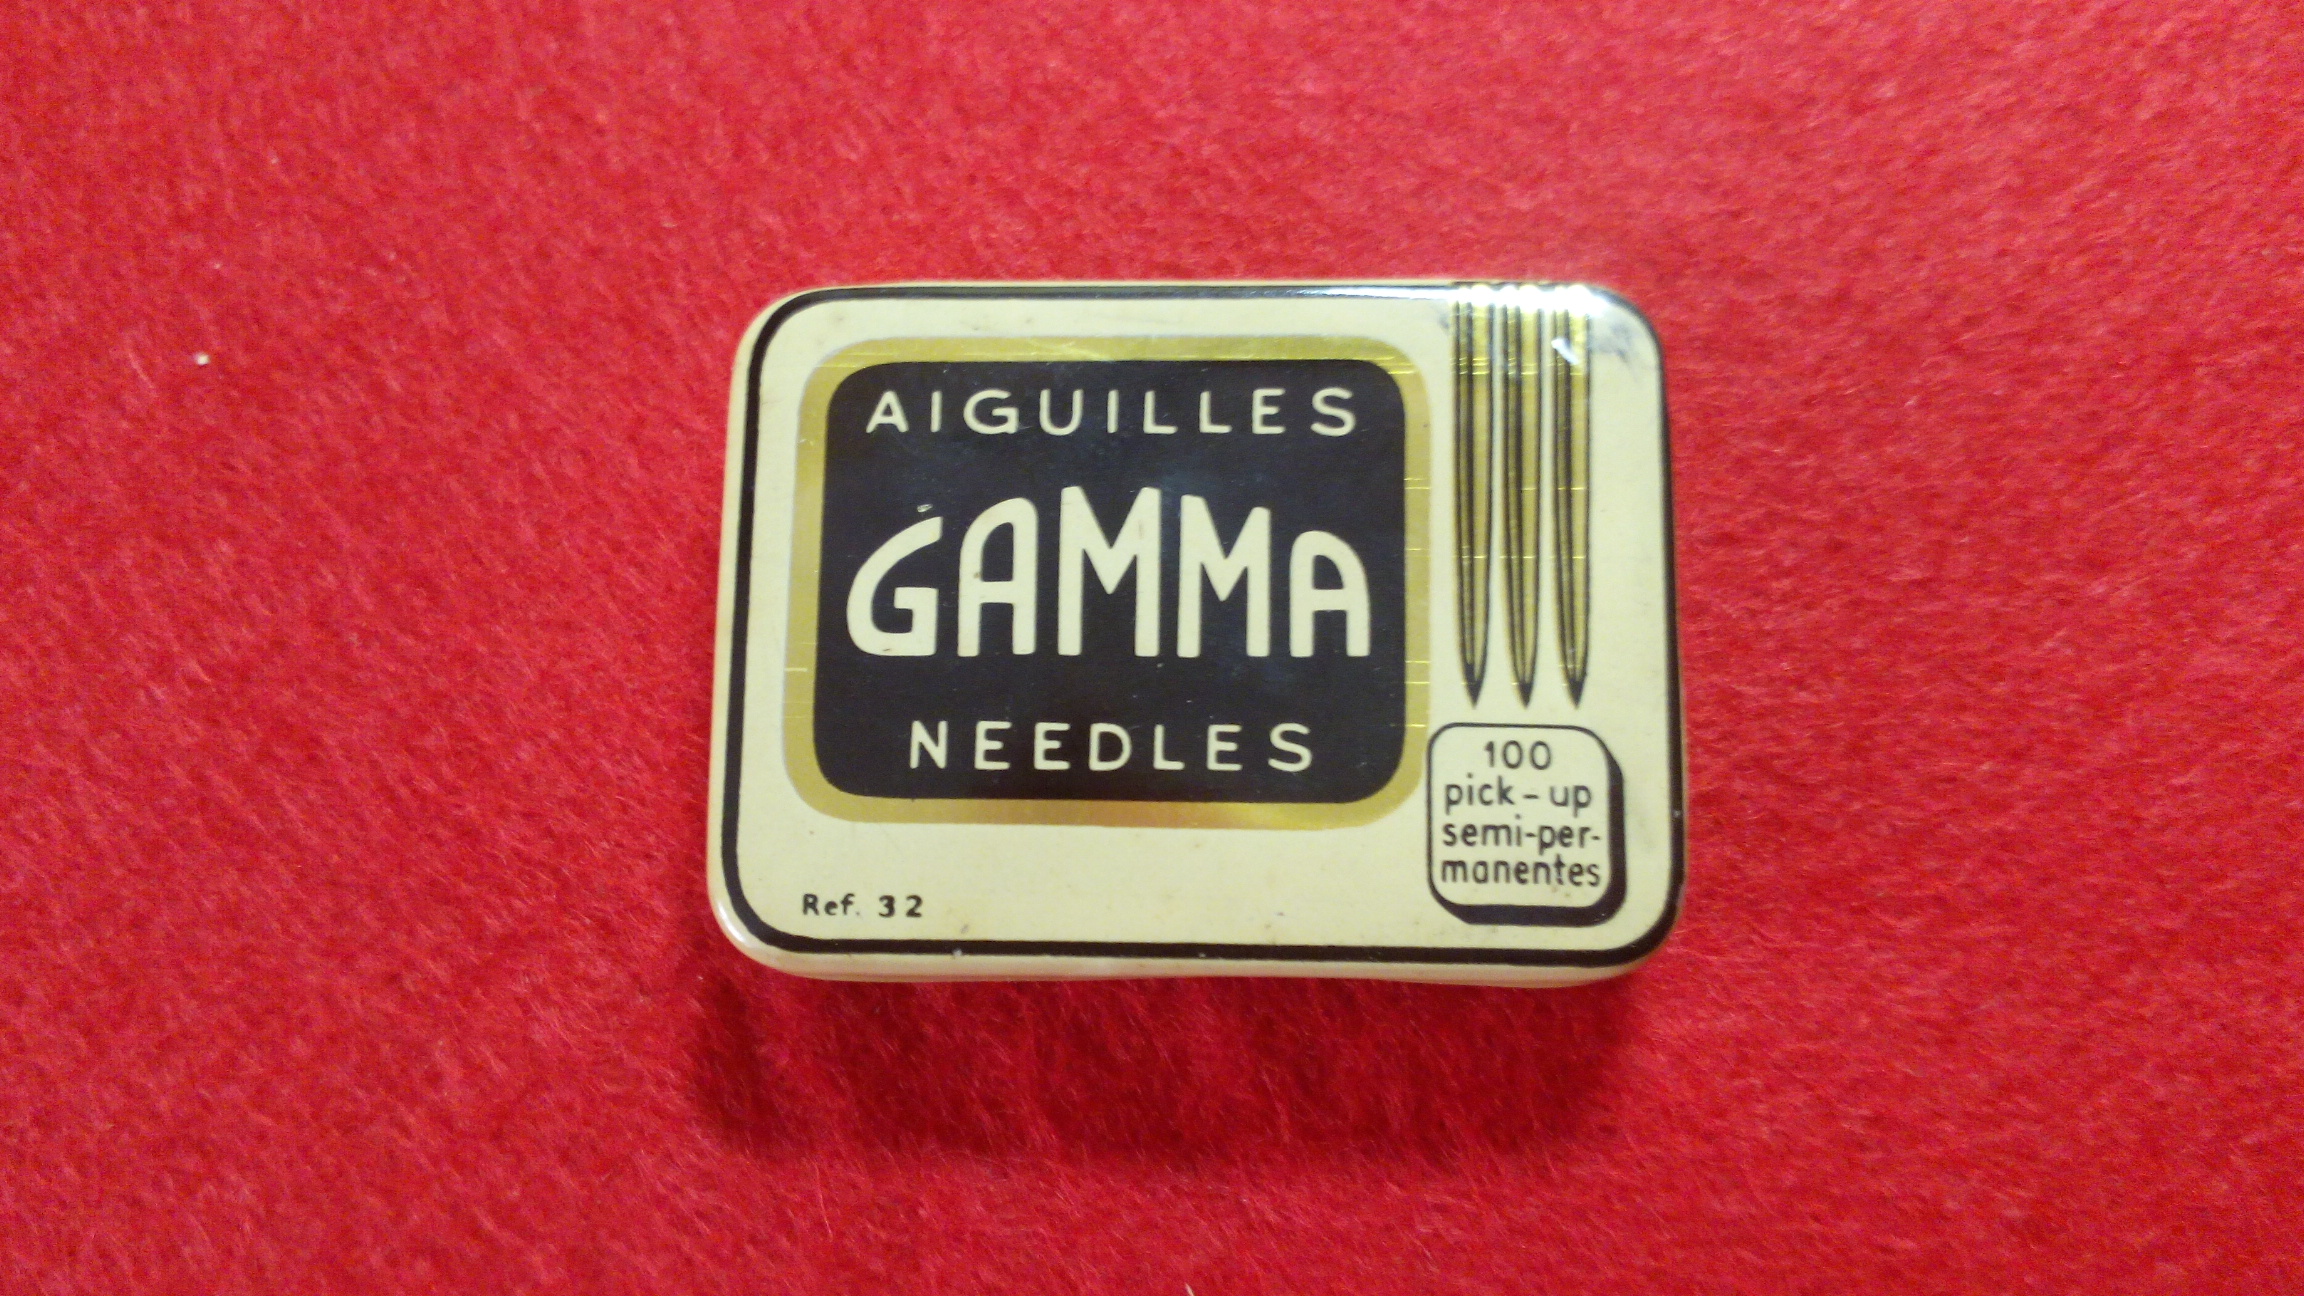 AIGUILLES
GAMMA
NEEDLES
100
pick-up
semi-per-
manentes
Ref. 32